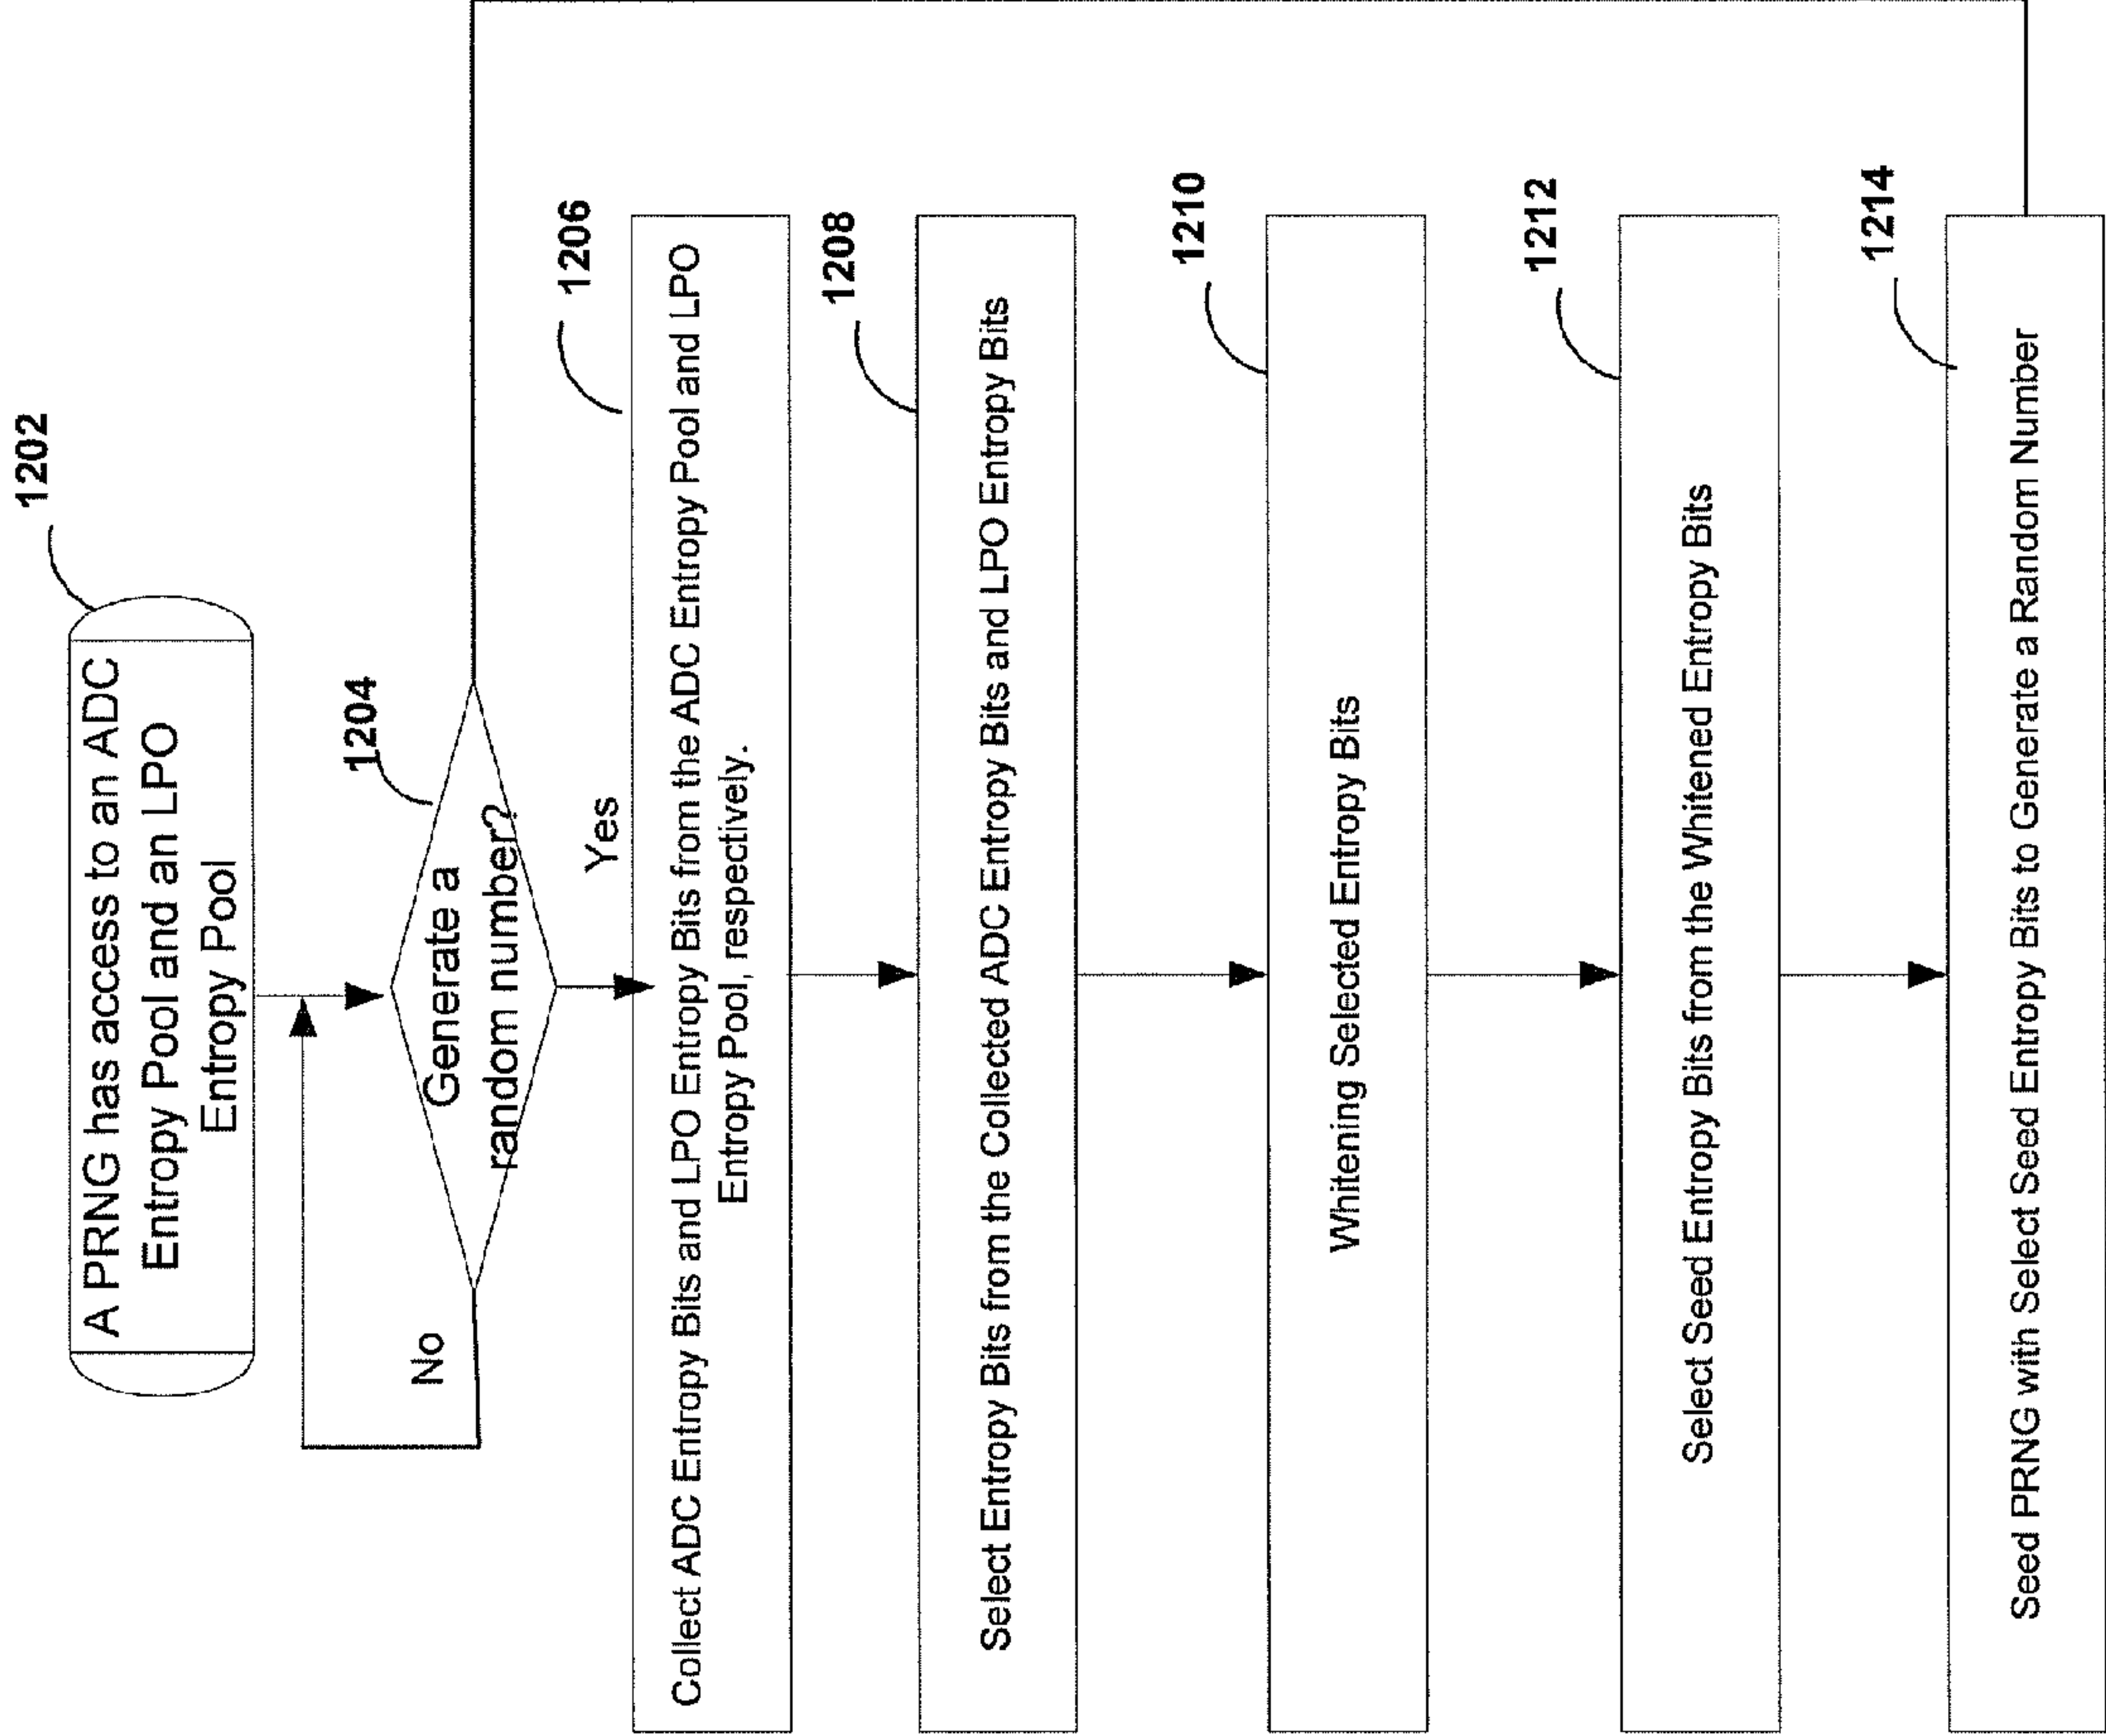 1202
A PRNG has access to an ADC
Entropy Pool and an LPO
Entropy Pool
1204
Generate a
random number?
No
Yes
1206
Collect ADC Entropy Bits and LPO Entropy Bits from the ADC Entropy Pool and LPO
Entropy Pool, respectively.
1208
Select Entropy Bits from the Collected ADC Entropy Bits and LPO Entropy Bits
1210
Whitening Selected Entropy Bits
1212
Select Seed Entropy Bits from the Whitened Entropy Bits
1214
Seed PRNG with Select Seed Entropy Bits to Generate a Random Number